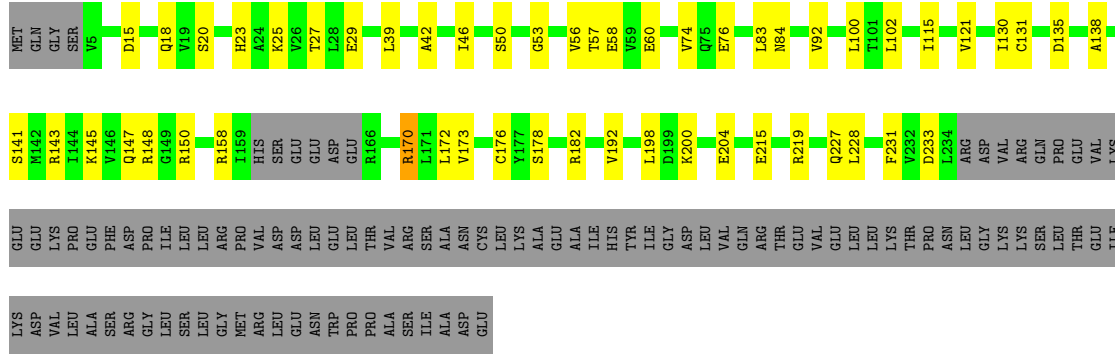 MET GLN GLY SER V5 D15 Q18 V19 S20 H23 A24 K25 V26 T27 L28 E29 L39 A42 I46 S50 G53 V56 T57 E58 V59 E60 V74 Q75 E76 L83 N84 V92 L100 T101 L102 I115 V121 I130 C131 D135 A138
S141 M142 R143 I144 K145 V146 Q147 R148 G149 R150 R158 I159 HIS SER GLU GLU ASP GLU R166 R170 L171 L172 V173 C176 Y177 S178 R182 V192 L198 D199 K200 E204 E215 R219 Q227 L228 F231 V232 D233 L234 ARG ASP VAL ARG GLN PRO GLU VAL LYS
GLU GLU LYS PRO GLU PHE ASP PRO ILE LEU LEU ARG PRO VAL ASP ASP LEU GLU LEU THR VAL ARG SER ALA ASN CYS LEU LYS ALA GLU ALA ILE HIS TYR ILE GLY ASP LEU VAL GLN ARG THR GLU VAL GLU LEU LEU LYS THR PRO ASN LEU GLY LYS LYS SER LEU THR GLU ILE
LYS ASP VAL LEU ALA SER ARG GLY LEU SER LEU GLY MET ARG LEU GLU ASN TRP PRO PRO ALA SER ILE ALA ASP GLU